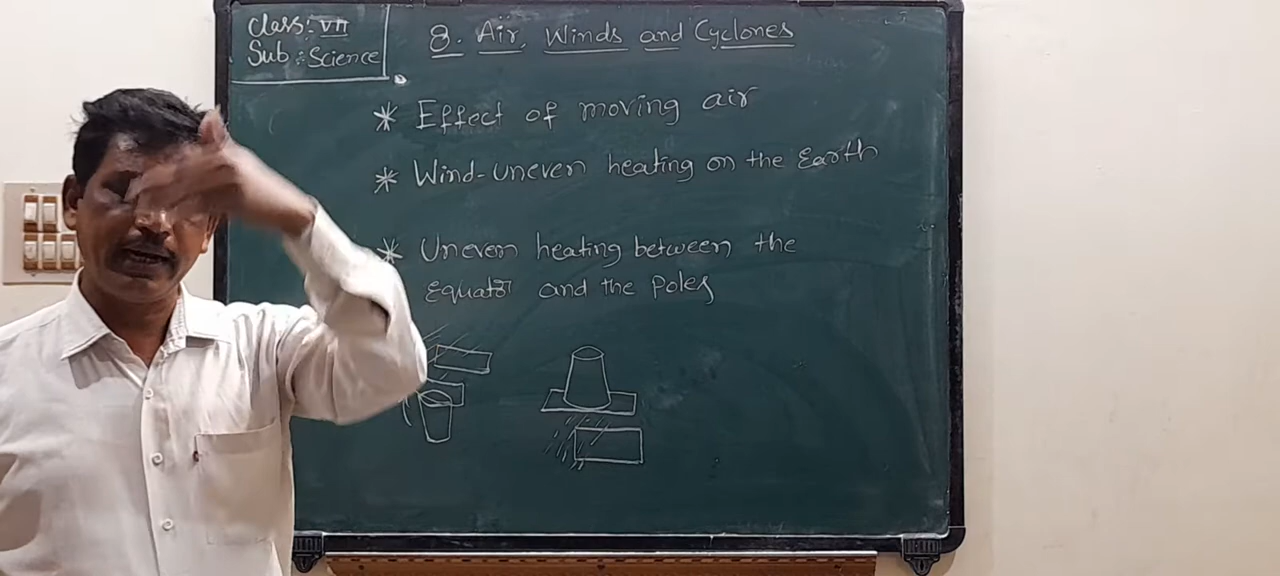 Class: VII
Sub: Science
8. Air, Winds and Cyclones
* Effect of moving air
* Wind-uneven heating on the Earth
* Uneven heating between the
equator and the Poles